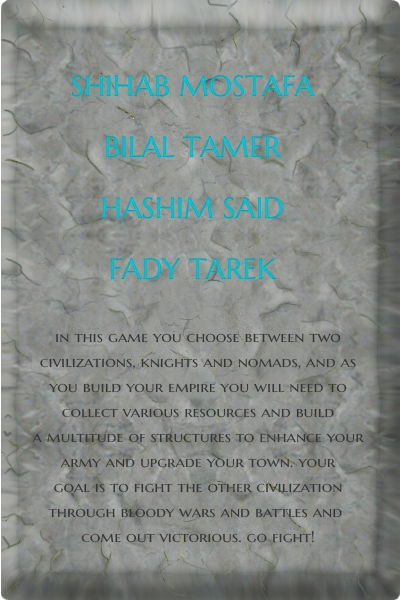 SHIHAB MOSTAFA
BILAL TAMER
HASHIM SAID
FADY TAREK
IN THIS GAME YOU CHOOSE BETWEEN TWO
CIVILIZATIONS, KNIGHTS AND NOMADS, AND AS
YOU BUILD YOUR EMPIRE YOU WILL NEED TO
COLLECT VARIOUS RESOURCES AND BUILD
A MULTITUDE OF STRUCTURES TO ENHANCE YOUR
ARMY AND UPGRADE YOUR TOWN. YOUR
GOAL IS TO FIGHT THE OTHER CIVILIZATION
THROUGH BLOODY WARS AND BATTLES AND
COME OUT VICTORIOUS. GO FIGHT!